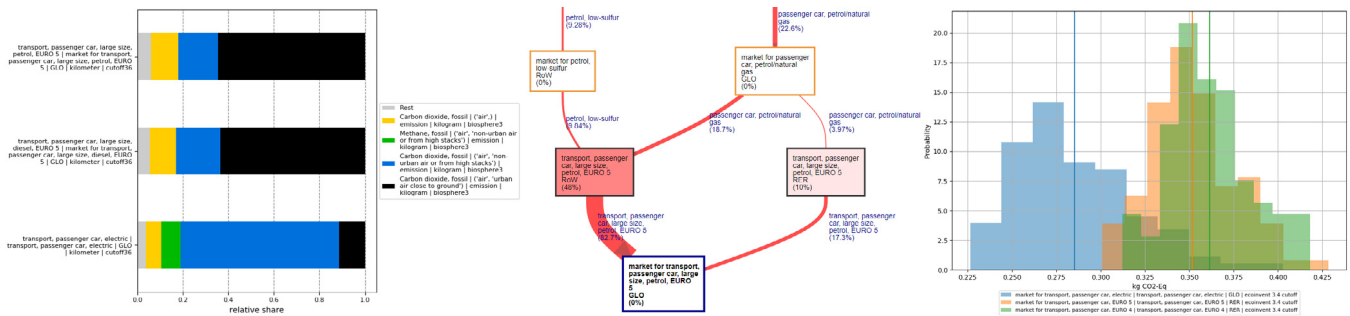 transport, passenger car, large size,
petrol, EURO 5 | market for transport,
passenger car, large size, petrol, EURO
5 | GLO | kilometer | cutoff36
transport, passenger car, large size,
diesel, EURO 5 | market for transport,
passenger car, large size, diesel, EURO
5 | GLO | kilometer | cutoff36
transport, passenger car, electric |
transport, passenger car, electric | GLO
| kilometer | cutoff36
0.0
0.2
0.4
0.6
0.8
1.0
relative share
Rest
Carbon dioxide, fossil | ('air',) |
emission | kilogram | biosphere3
Methane, fossil | ('air', 'non-urban air
or from high stacks') | emission |
kilogram | biosphere3
Carbon dioxide, fossil | ('air', 'non
urban air or from high stacks') |
emission | kilogram | biosphere3
Carbon dioxide, fossil | ('air', 'urban
air close to ground') | emission |
kilogram | biosphere3
petrol, low-sulfur
(9.28%)
passenger car, petrol/natural
gas
(22.6%)
market for petrol,
low-sulfur
RoW
(0%)
market for passenger
car, petrol/natural
gas
GLO
(0%)
petrol, low-sulfur
passenger car, petrol/natural
gas
(18.7%)
passenger car, petrol/natural
gas
(3.97%)
transport, passenger
car, large size,
petrol, EURO 5
RoW
(48%)
transport, passenger
car, large size,
petrol, EURO 5
RER
(10%)
transport, passenger
car, large size,
petrol, EURO 5
(82.7%)
transport, passenger
car, large size,
petrol, EURO 5
(17.3%)
market for transport,
passenger car, large
size, petrol, EURO
5
GLO
(0%)
Probability
20.0
17.5
15.0
12.5
10.0
7.5
5.0
2.5
0.0
0.225
0.250
0.275
0.300
0.325
0.350
0.375
0.400
0.425
kg CO2-Eq
market for transport, passenger car, electric | transport, passenger car, electric | GLO | ecoinvent 3.4 cutoff
market for transport, passenger car, EURO 5 | transport, passenger car, EURO 5 | RER | ecoinvent 3.4 cutoff
market for transport, passenger car, EURO 4 | transport, passenger car, EURO 4 | RER | ecoinvent 3.4 cutoff